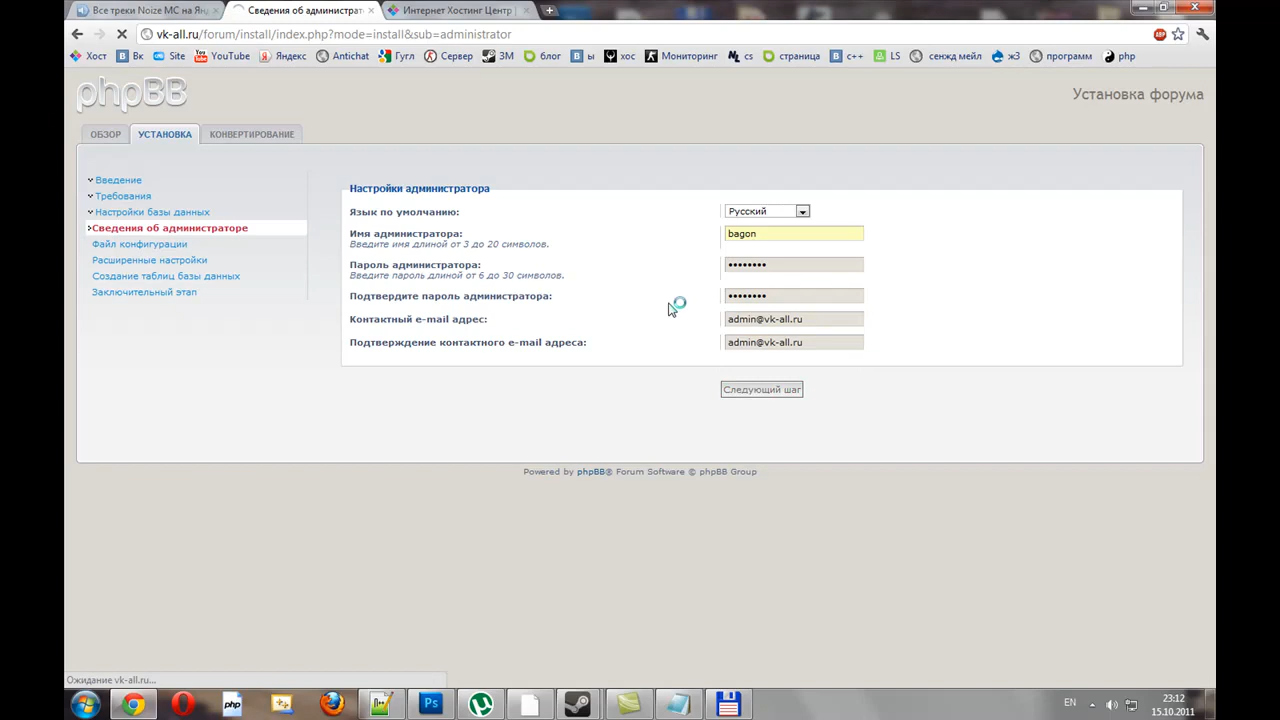 Все треки Noize MC на Ян
Сведения об администрат
Интернет Хостинг Центр |
vk-all.ru/forum/install/index.php?mode=install&sub=administrator
Хост Вк Site YouTube Яндекс Antichat Гугл Сервер ЗМ блог ы хос Мониторинг cs страница c++ LS сенжд мейл ж3 программ php
phpBB
Установка форума
ОБЗОР УСТАНОВКА КОНВЕРТИРОВАНИЕ
Введение
Требования
Настройки базы данных
Сведения об администраторе
Файл конфигурации
Расширенные настройки
Создание таблиц базы данных
Заключительный этап
Настройки администратора
Язык по умолчанию: Русский
Имя администратора: bagon
Введите имя длиной от 3 до 20 символов.
Пароль администратора: ••••••••
Введите пароль длиной от 6 до 30 символов.
Подтвердите пароль администратора: ••••••••
Контактный e-mail адрес: admin@vk-all.ru
Подтверждение контактного e-mail адреса: admin@vk-all.ru
Следующий шаг
Powered by phpBB® Forum Software © phpBB Group
Ожидание vk-all.ru...
php
Ps
EN
23:12
15.10.2011